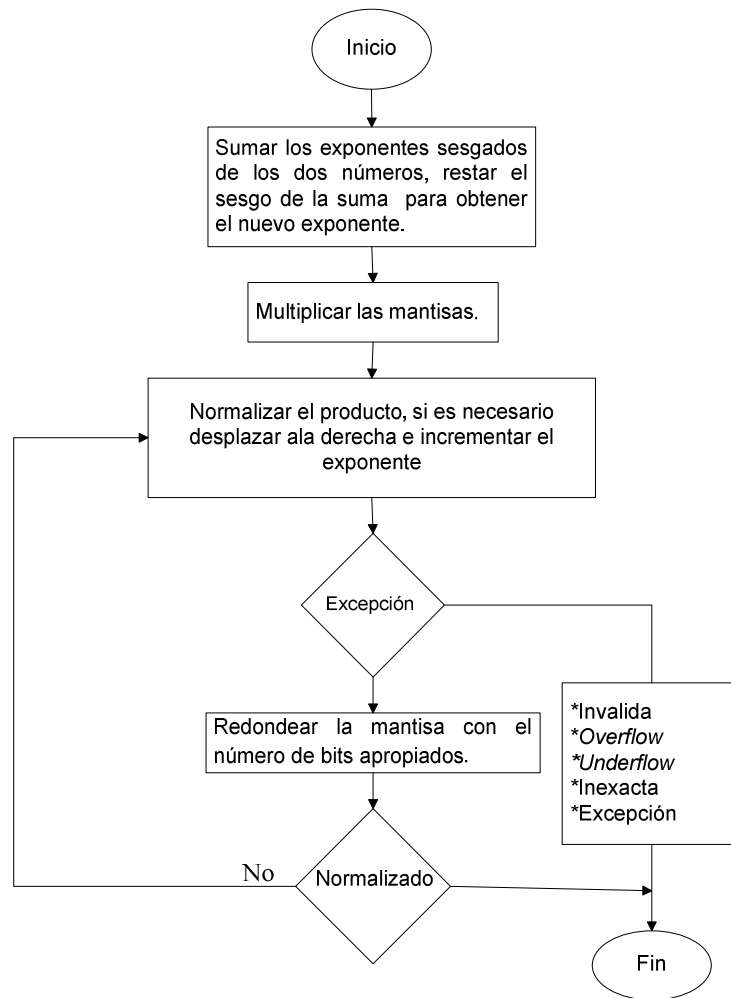 Inicio
Sumar los exponentes sesgados
de los dos números, restar el
sesgo de la suma para obtener
el nuevo exponente.
Multiplicar las mantisas.
Normalizar el producto, si es necesario
desplazar ala derecha e incrementar el
exponente
Excepción
Redondear la mantisa con el
número de bits apropiados.
*Invalida
*Overflow
*Underflow
*Inexacta
*Excepción
No
Normalizado
Fin